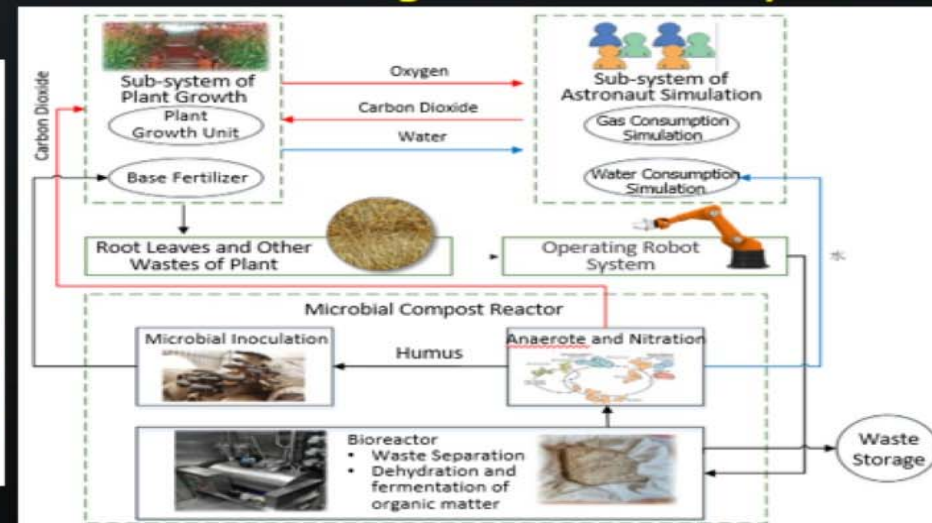 Sub-system of
Plant Growth
Plant
Growth Unit
Base Fertilizer
Carbon Dioxide
Oxygen
Carbon Dioxide
Water
Sub-system of
Astronaut Simulation
Gas Consumption
Simulation
Water Consumption
Simulation
Root Leaves and Other
Wastes of Plant
Operating Robot
System
水
Microbial Compost Reactor
Microbial Inoculation
Humus
Anaerote and Nitration
Bioreactor
• Waste Separation
• Dehydration and
fermentation of
organic matter
Waste
Storage